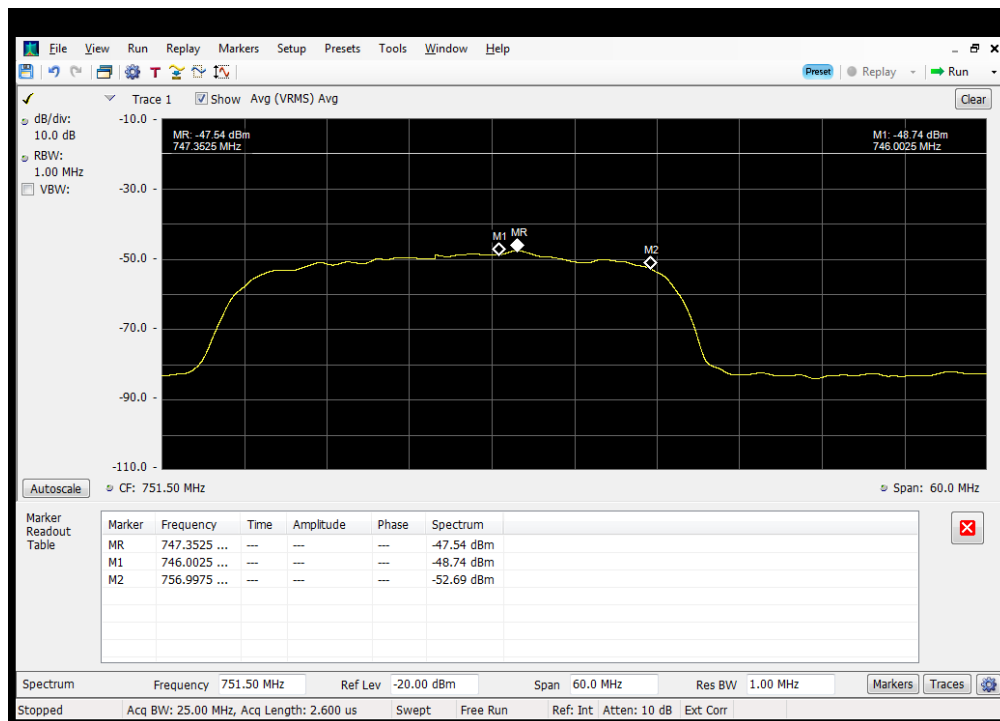 File View Run Replay Markers Setup Presets Tools Window Help
T Preset Replay Run
Trace 1 Show Avg (VRMS) Avg Clear
dB/div:
10.0 dB
RBW:
1.00 MHz
VBW:
-10.0 -
-30.0 -
-50.0 -
-70.0 -
-90.0 -
-110.0 -
MR: -47.54 dBm
747.3525 MHz
M1: -48.74 dBm
746.0025 MHz
M1 MR
M2
Autoscale CF: 751.50 MHz Span: 60.0 MHz
Marker
Readout
Table
Marker Frequency Time Amplitude Phase Spectrum
MR 747.3525 ... --- --- --- -47.54 dBm
M1 746.0025 ... --- --- --- -48.74 dBm
M2 756.9975 ... --- --- --- -52.69 dBm
Spectrum Frequency 751.50 MHz Ref Lev -20.00 dBm Span 60.0 MHz Res BW 1.00 MHz Markers Traces
Stopped Acq BW: 25.00 MHz, Acq Length: 2.600 us Swept Free Run Ref: Int Atten: 10 dB Ext Corr